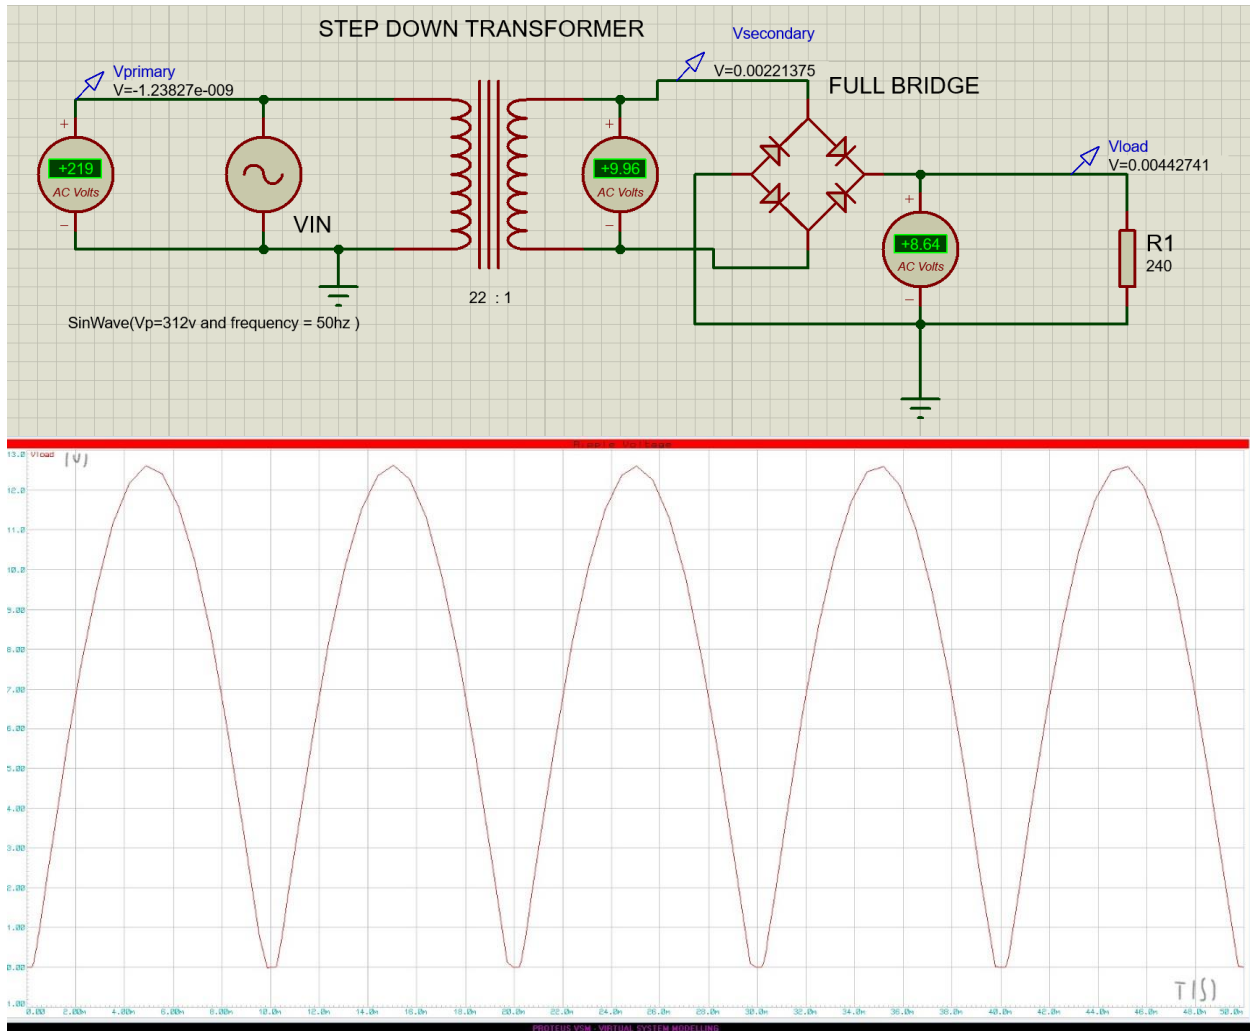 STEP DOWN TRANSFORMER
Vsecondary
V=0.00221375
Vprimary
V=-1.23827e-009
FULL BRIDGE
+219
AC Volts
+9.96
AC Volts
Vload
V=0.00442741
VIN
+8.64
AC Volts
R1
240
22 : 1
SinWave(Vp=312v and frequency = 50hz )
Ripple Voltage
Vload (V)
13.0
12.0
11.0
10.0
9.00
8.00
7.00
6.00
5.00
4.00
3.00
2.00
1.00
0.00
1.00
T(S)
0.00 2.00m 4.00m 6.00m 8.00m 10.0m 12.0m 14.0m 16.0m 18.0m 20.0m 22.0m 24.0m 26.0m 28.0m 30.0m 32.0m 34.0m 36.0m 38.0m 40.0m 42.0m 44.0m 46.0m 48.0m 50.0m
PROTEUS VSM - VIRTUAL SYSTEM MODELLING